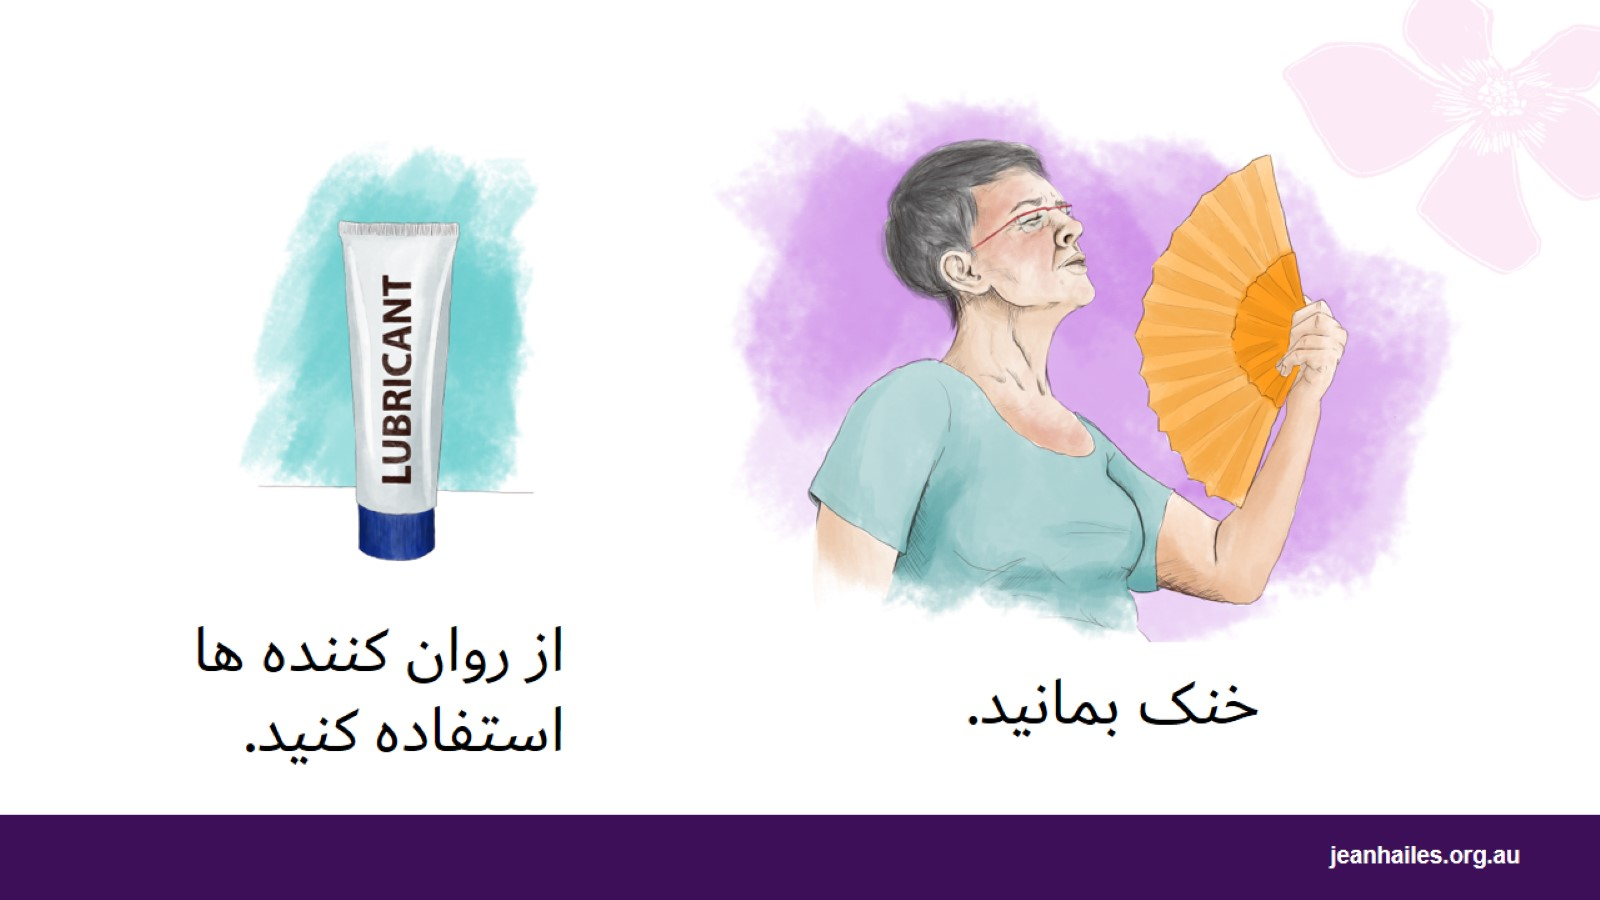 خنک بمانید.
از روان کننده ها
استفاده کنید.
LUBRICANT
jeanhailes.org.au